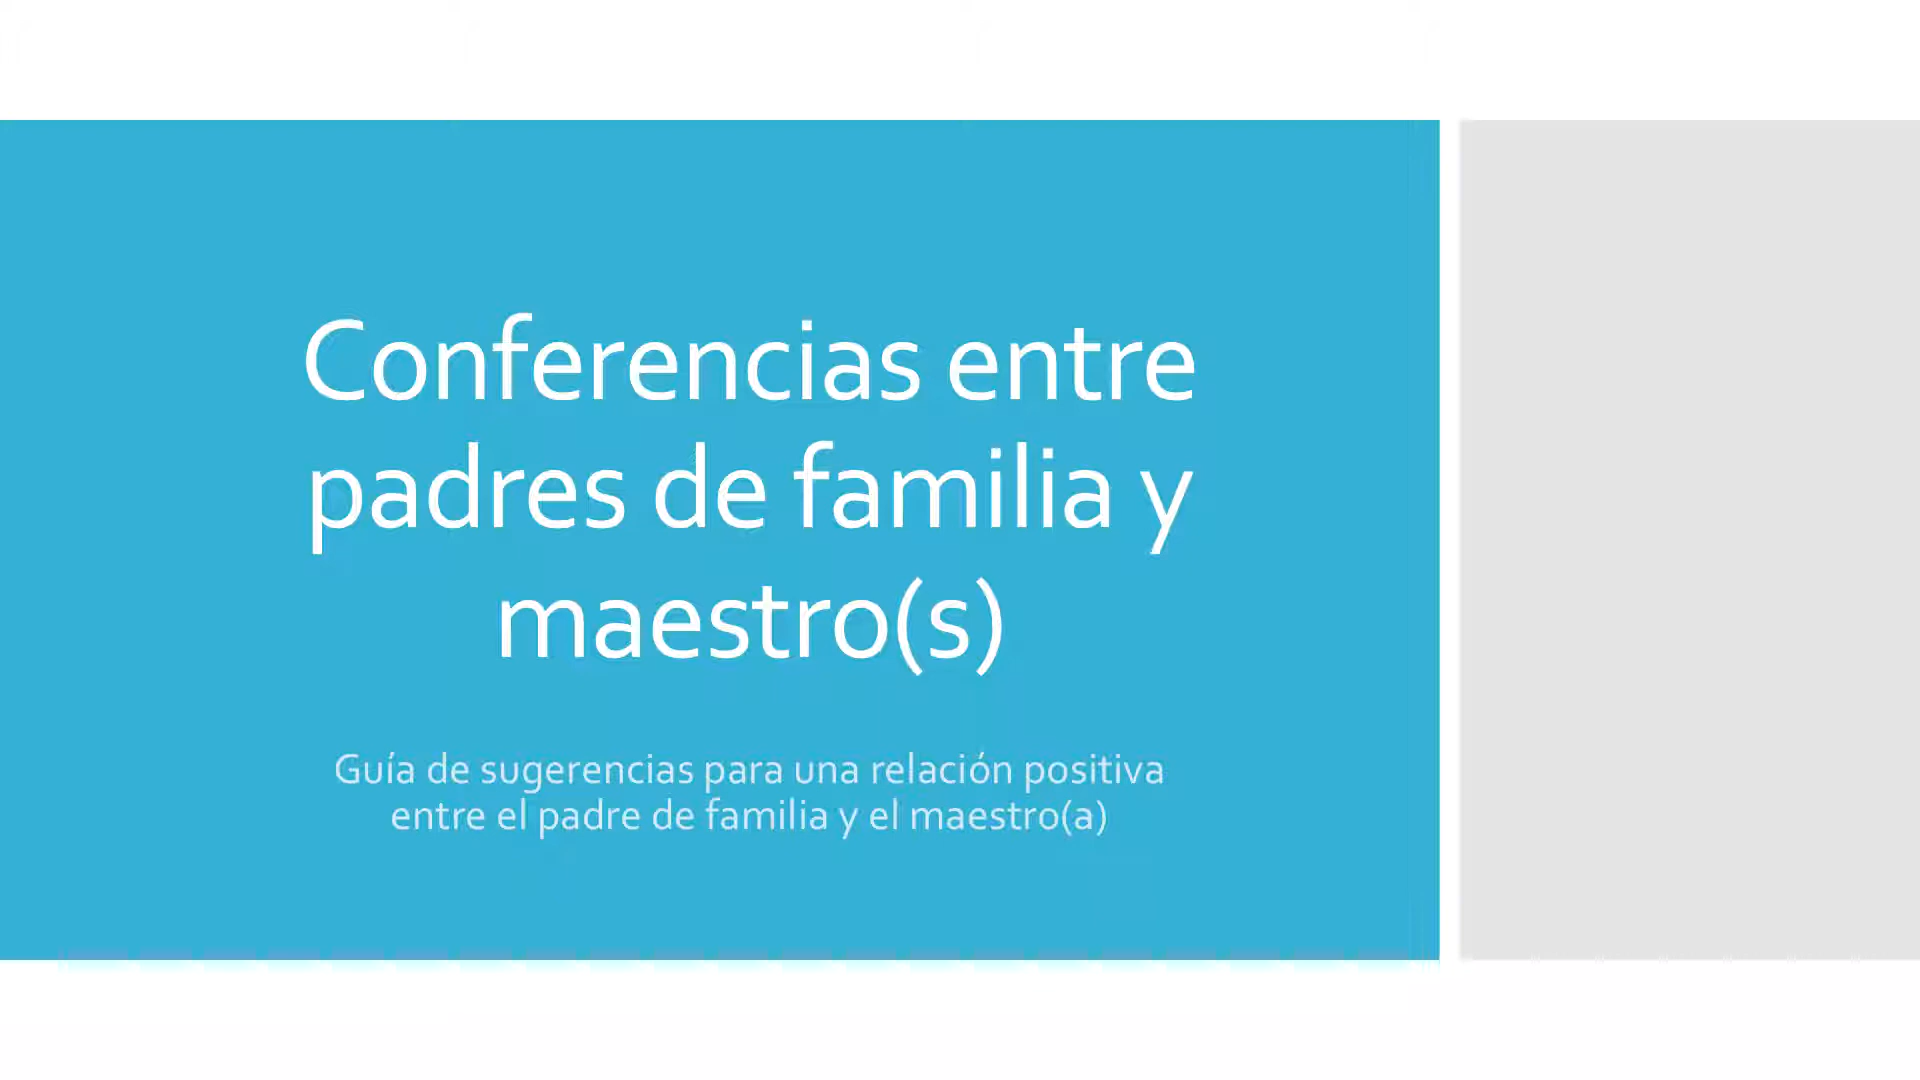 Conferencias entre
padres de familia y
maestro(s)
Guía de sugerencias para una relación positiva
entre el padre de familia y el maestro(a)